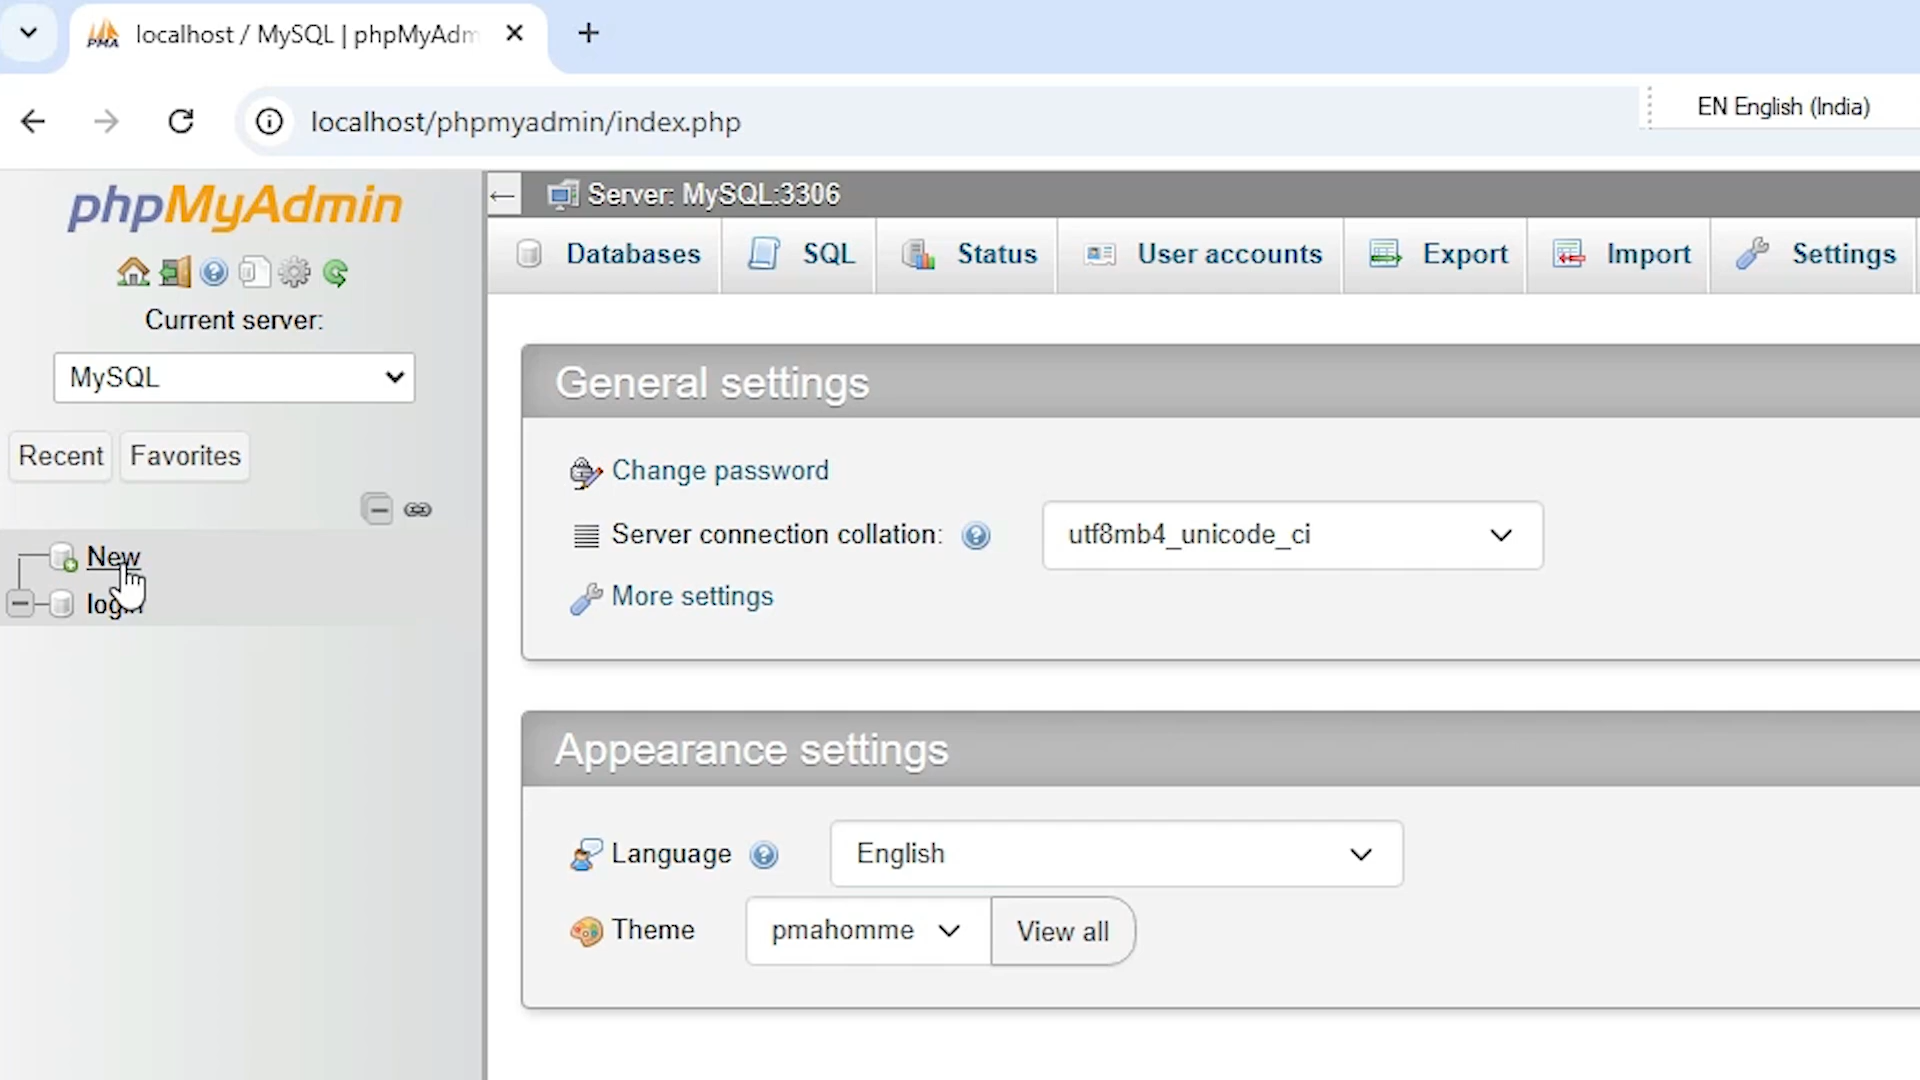 PMA localhost / MySQL | phpMyAdm
localhost/phpmyadmin/index.php
EN English (India)
phpMyAdmin
Current server:
MySQL
Recent Favorites
New
login
Server: MySQL:3306
Databases SQL Status User accounts Export Import Settings
General settings
Change password
Server connection collation: utf8mb4_unicode_ci
More settings
Appearance settings
Language English
Theme pmahomme View all